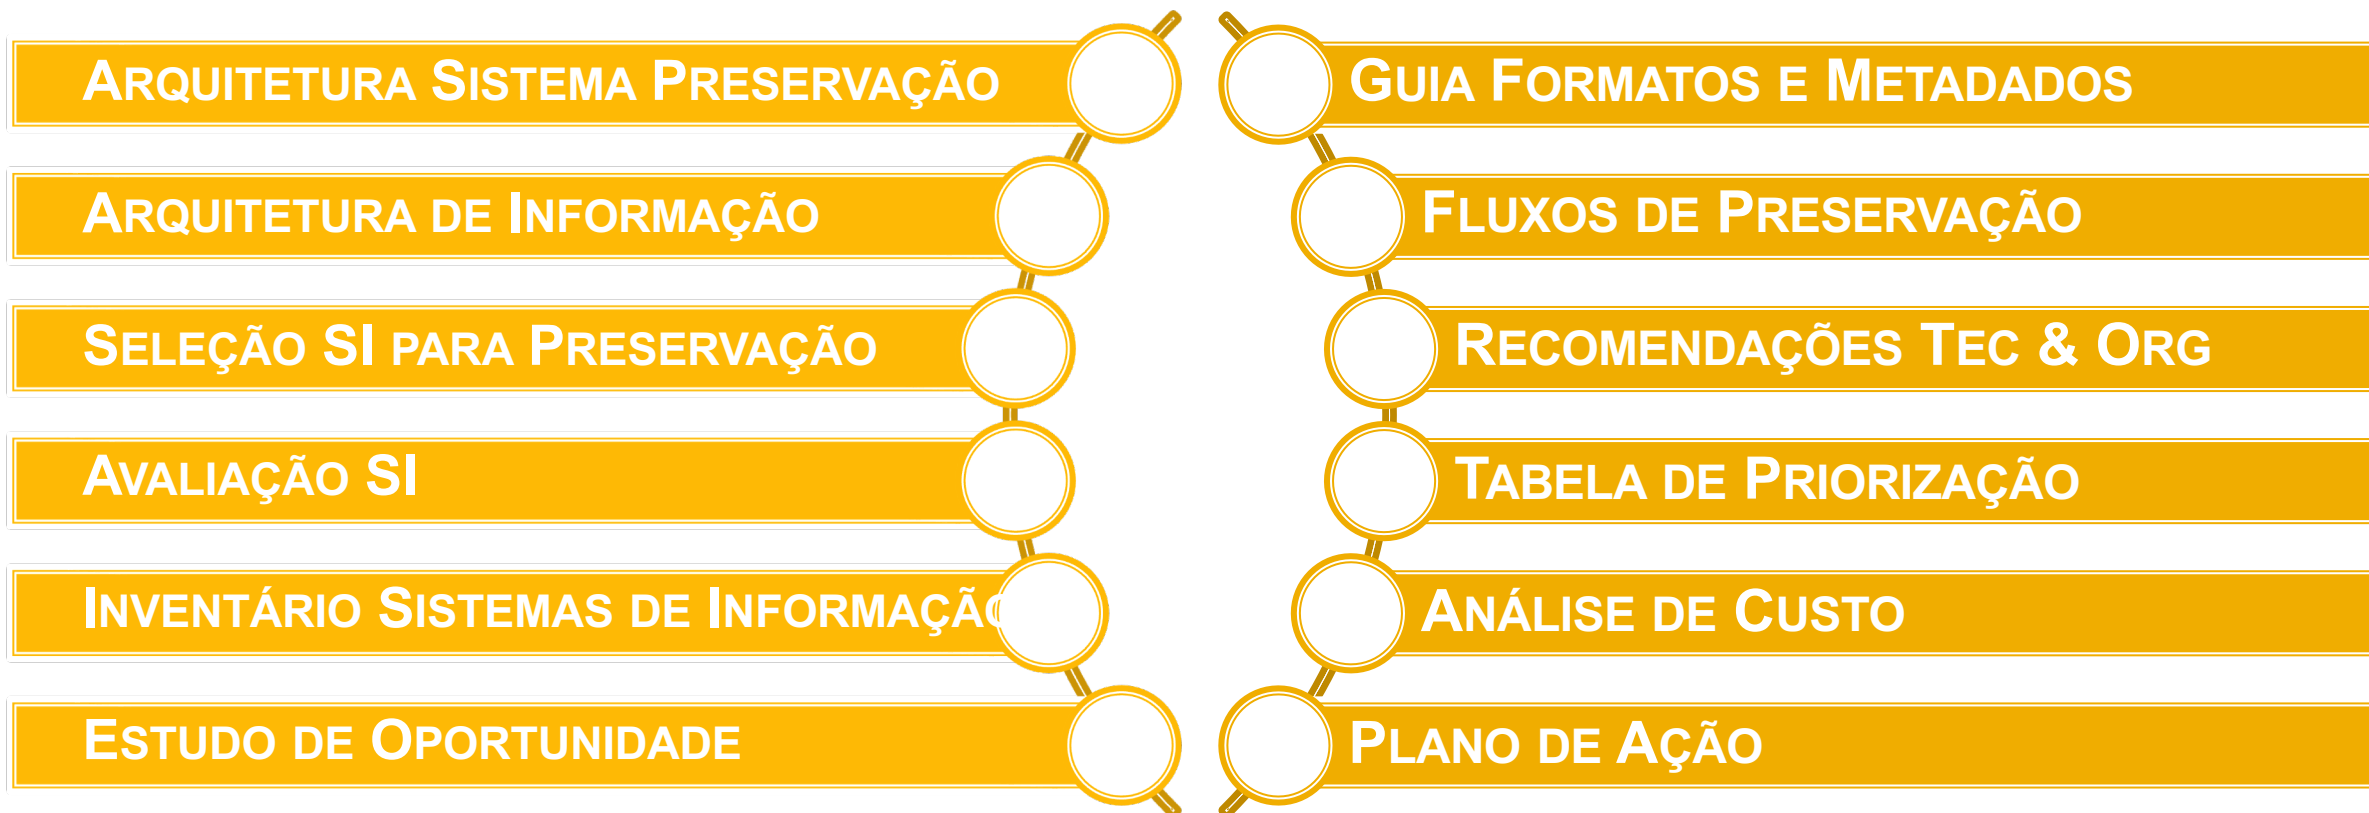 Arquitetura Sistema Preservação
Arquitetura de Informação
Seleção SI para Preservação
Avaliação SI
Inventário Sistemas de Informação
Estudo de Oportunidade
Guia Formatos e Metadados
Fluxos de Preservação
Recomendações Tec & Org
Tabela de Priorização
Análise de Custo
Plano de Ação